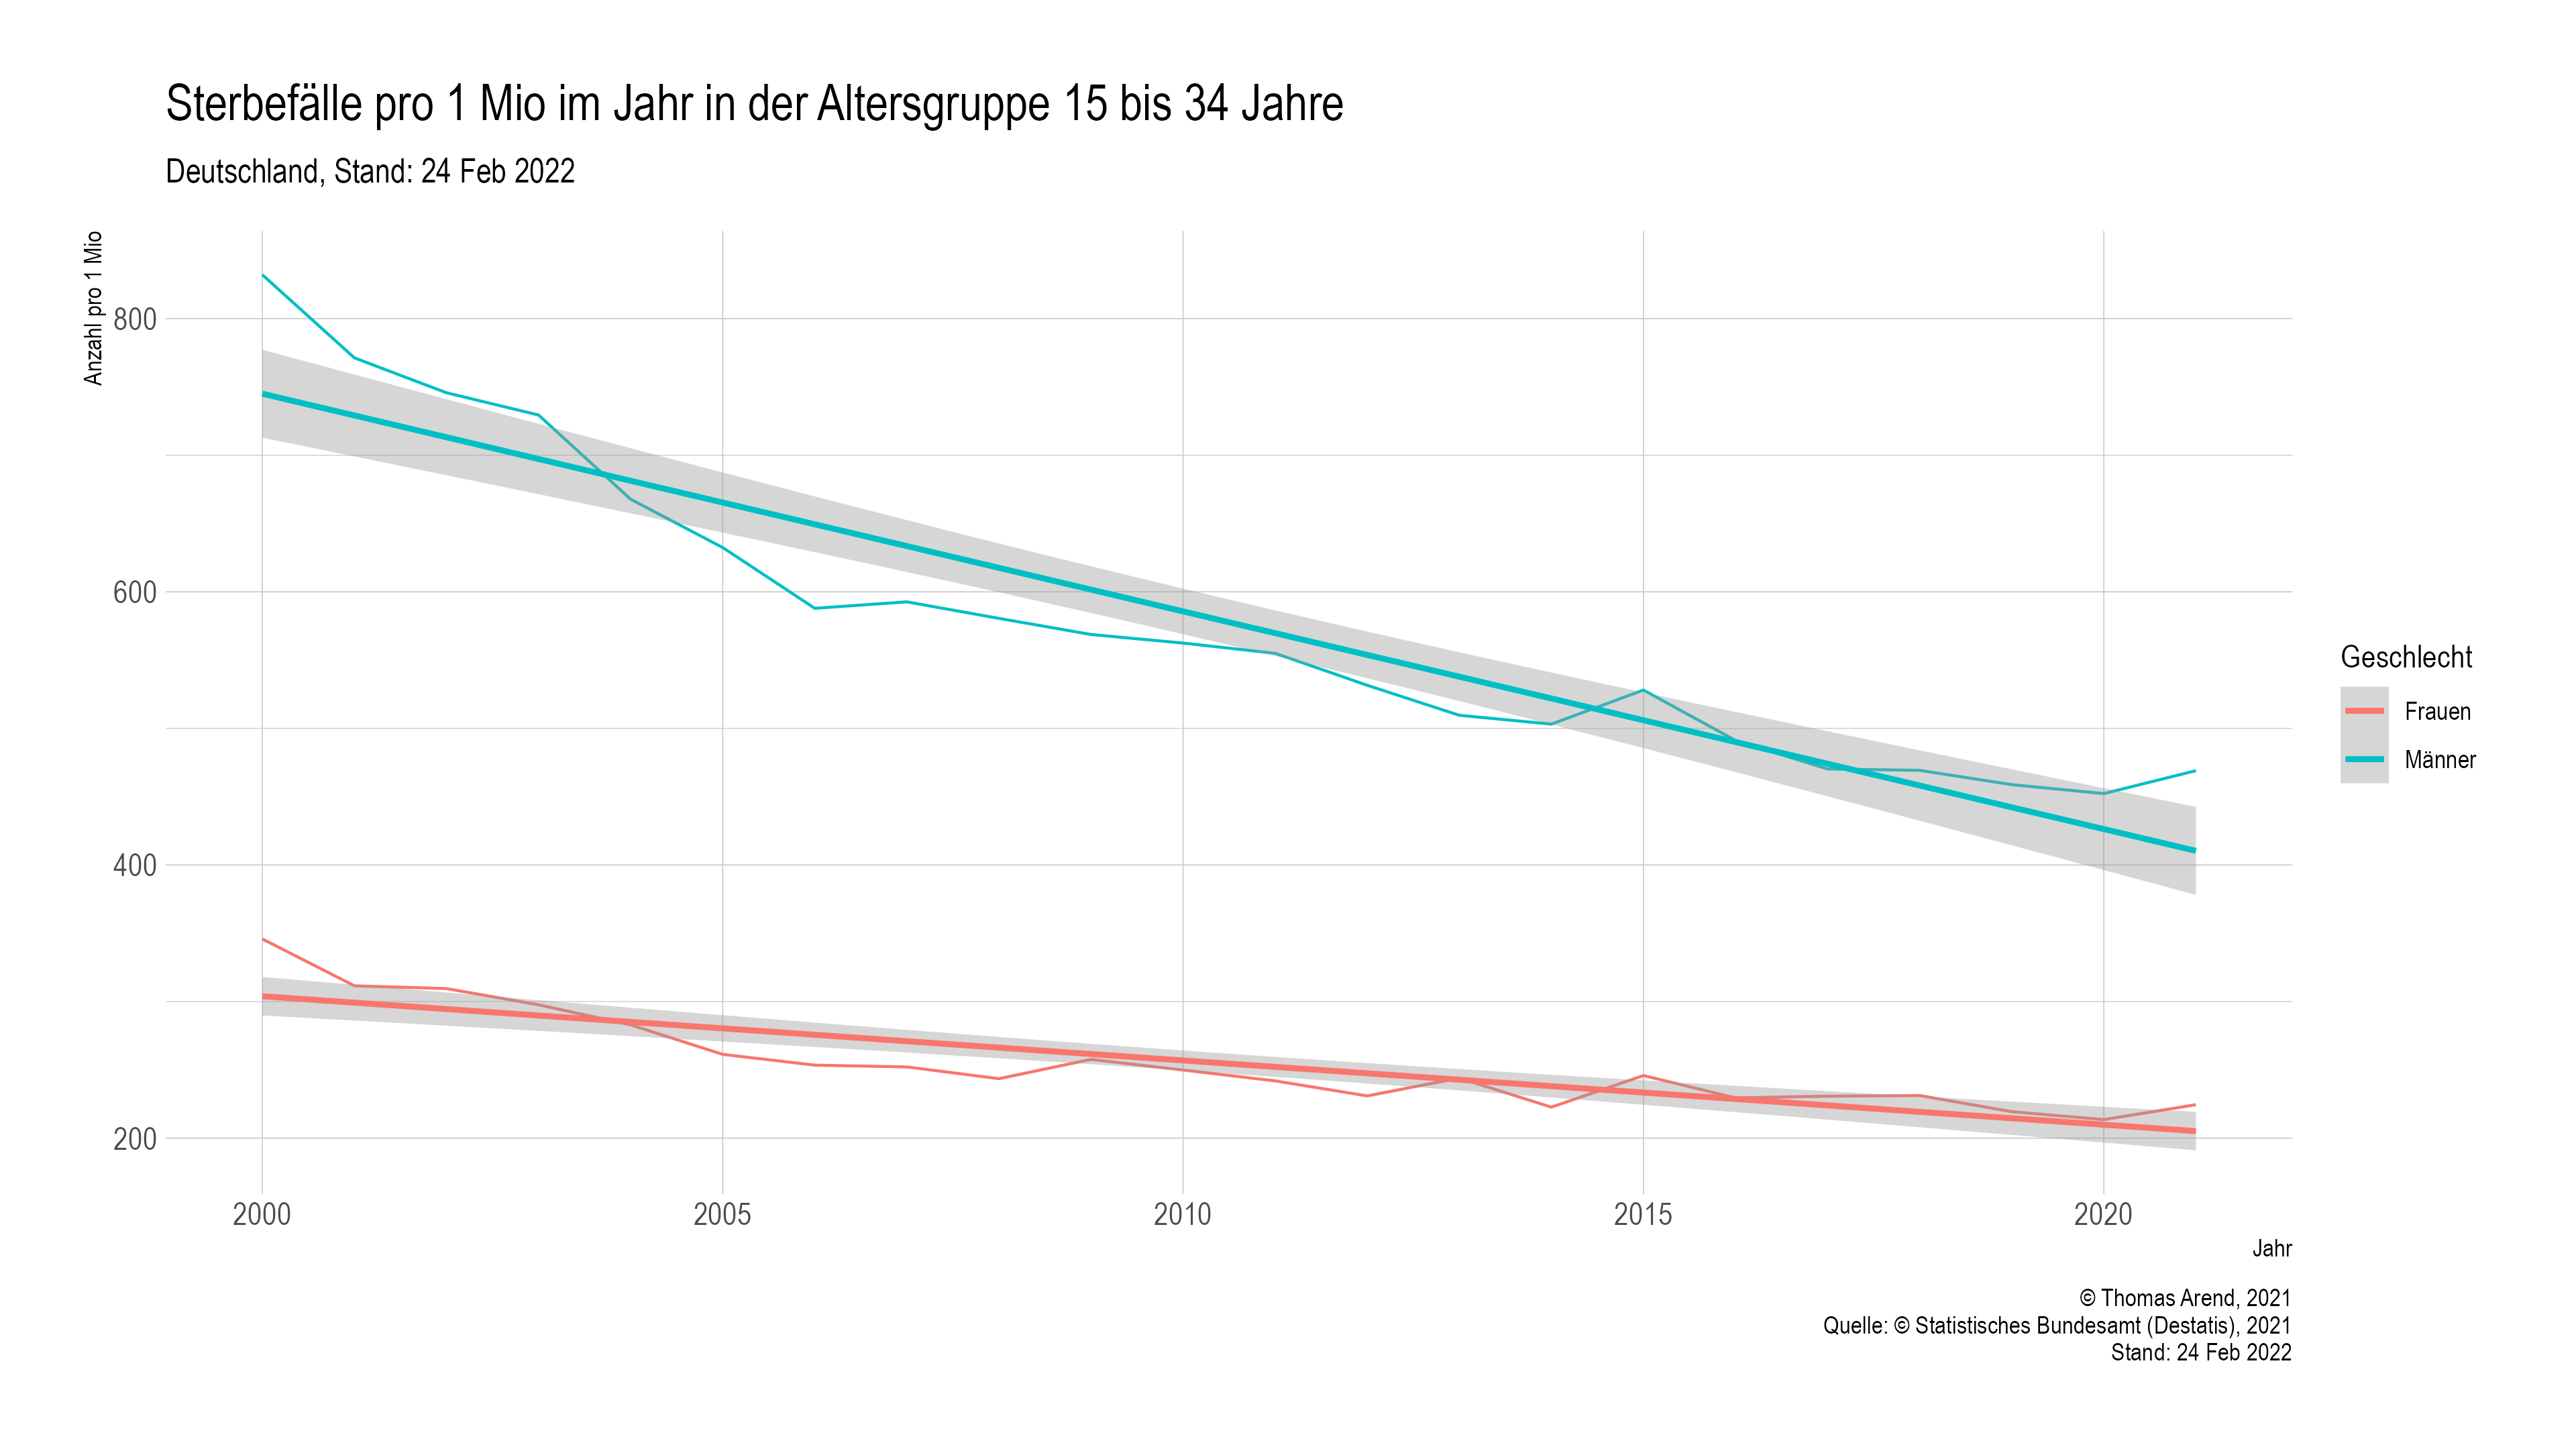 Sterbefälle pro 1 Mio im Jahr in der Altersgruppe 15 bis 34 Jahre
Deutschland, Stand: 24 Feb 2022
Anzahl pro 1 Mio
800
600
400
200
2000
2005
2010
2015
2020
Jahr
Geschlecht
Frauen
Männer
© Thomas Arend, 2021
Quelle: © Statistisches Bundesamt (Destatis), 2021
Stand: 24 Feb 2022